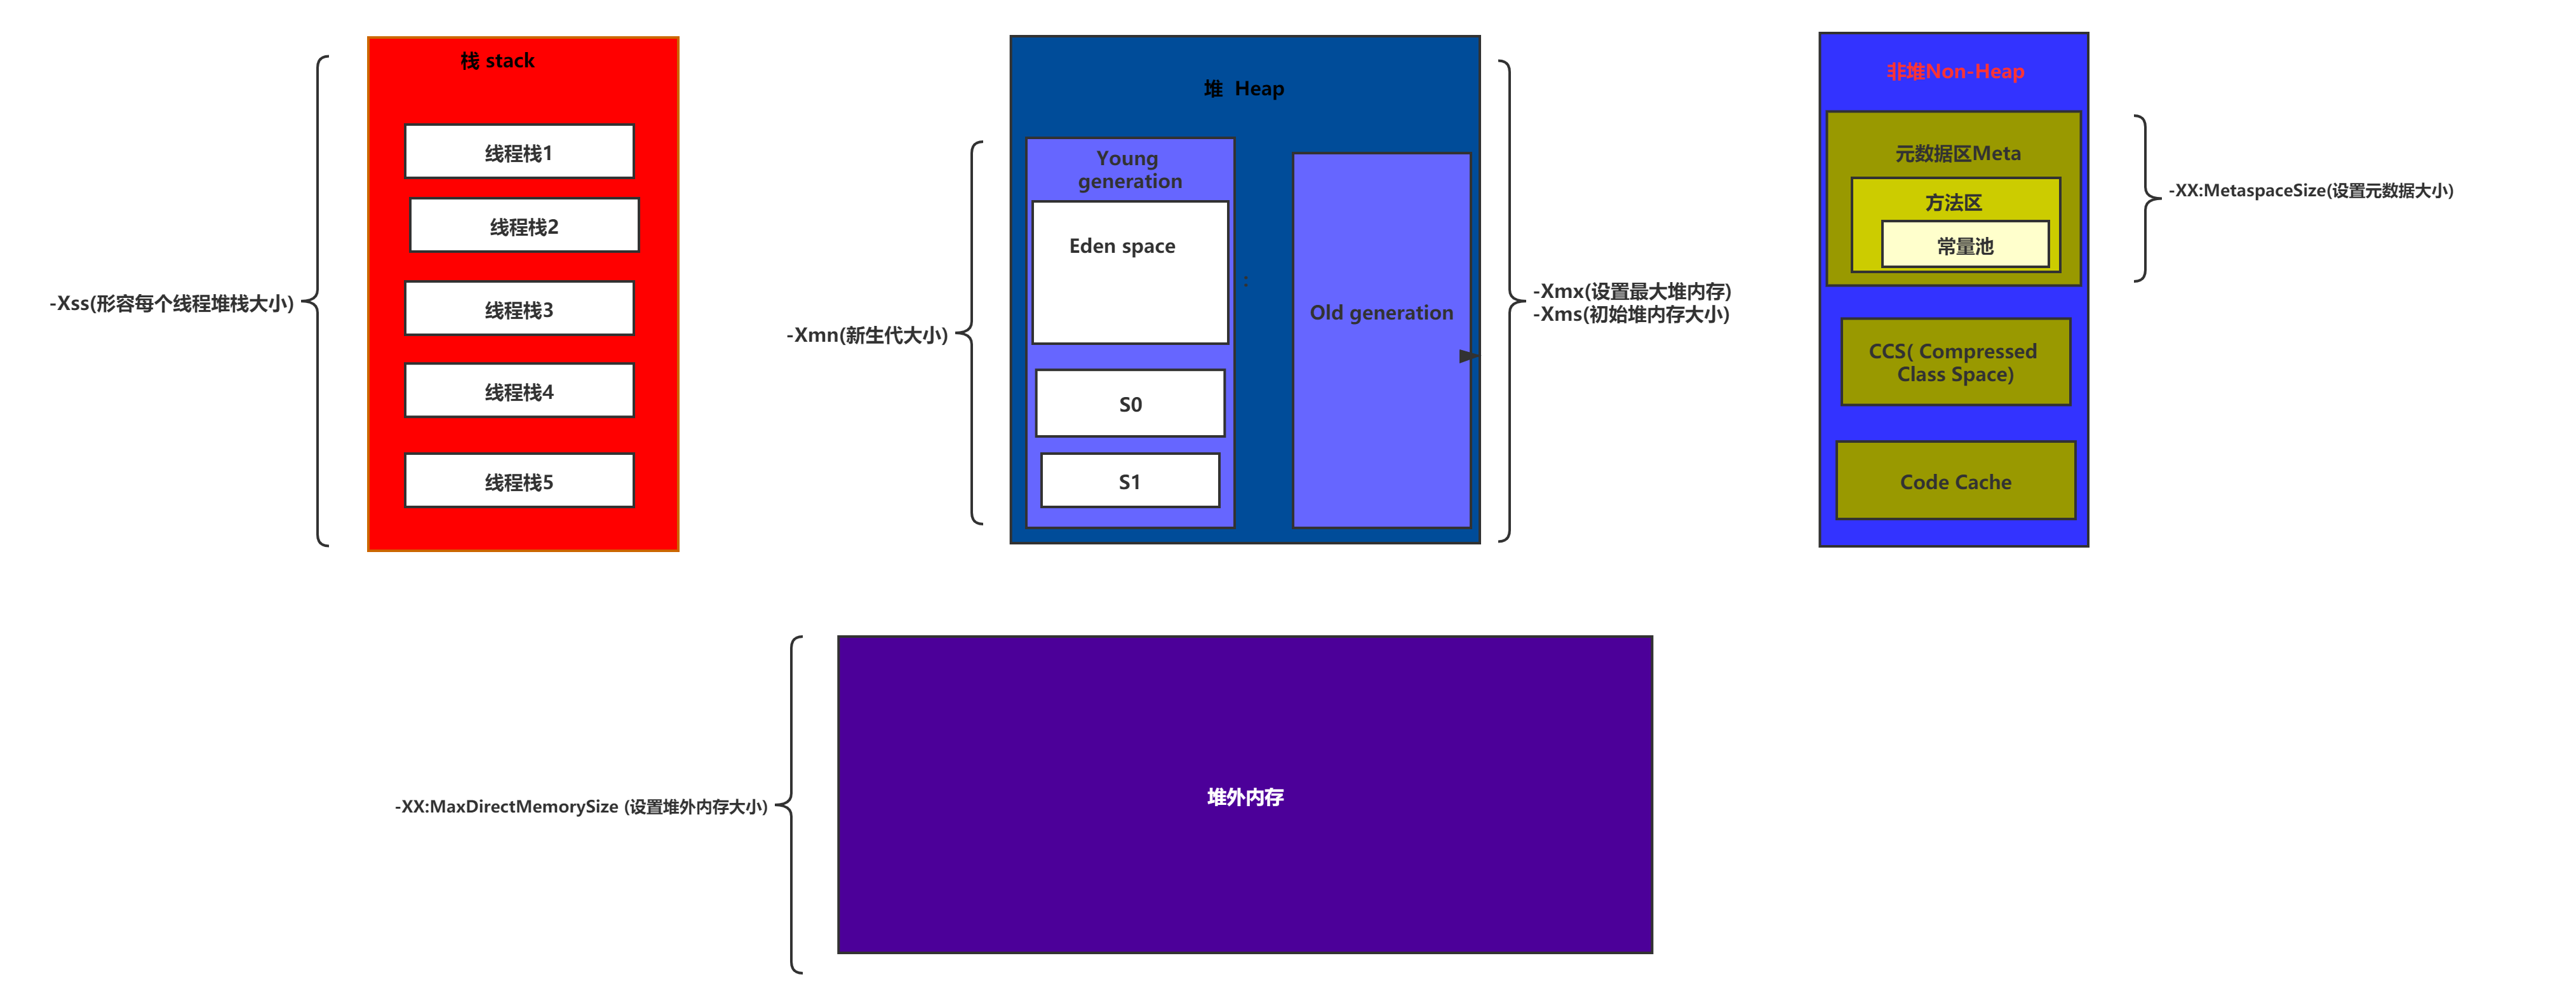 栈 stack
线程栈1
线程栈2
线程栈3
线程栈4
线程栈5
-Xss(形容每个线程堆栈大小)
堆 Heap
Young
generation
Eden space
S0
S1
:
Old generation
-Xmn(新生代大小)
-Xmx(设置最大堆内存)
-Xms(初始堆内存大小)
非堆Non-Heap
元数据区Meta
方法区
常量池
CCS( Compressed
Class Space)
Code Cache
-XX:MetaspaceSize(设置元数据大小)
-XX:MaxDirectMemorySize (设置堆外内存大小)
堆外内存